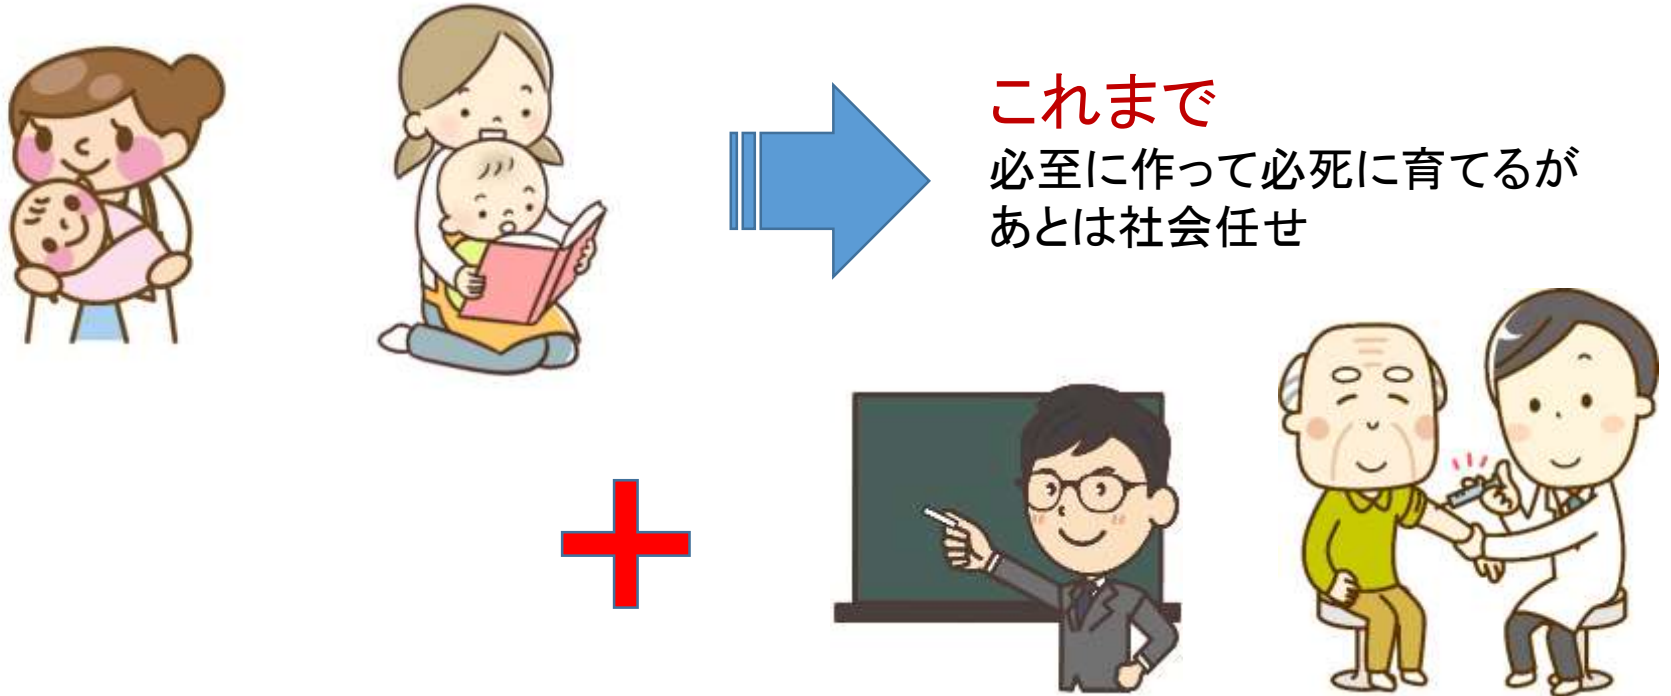 これまで
必至に作って必死に育てるが
あとは社会任せ